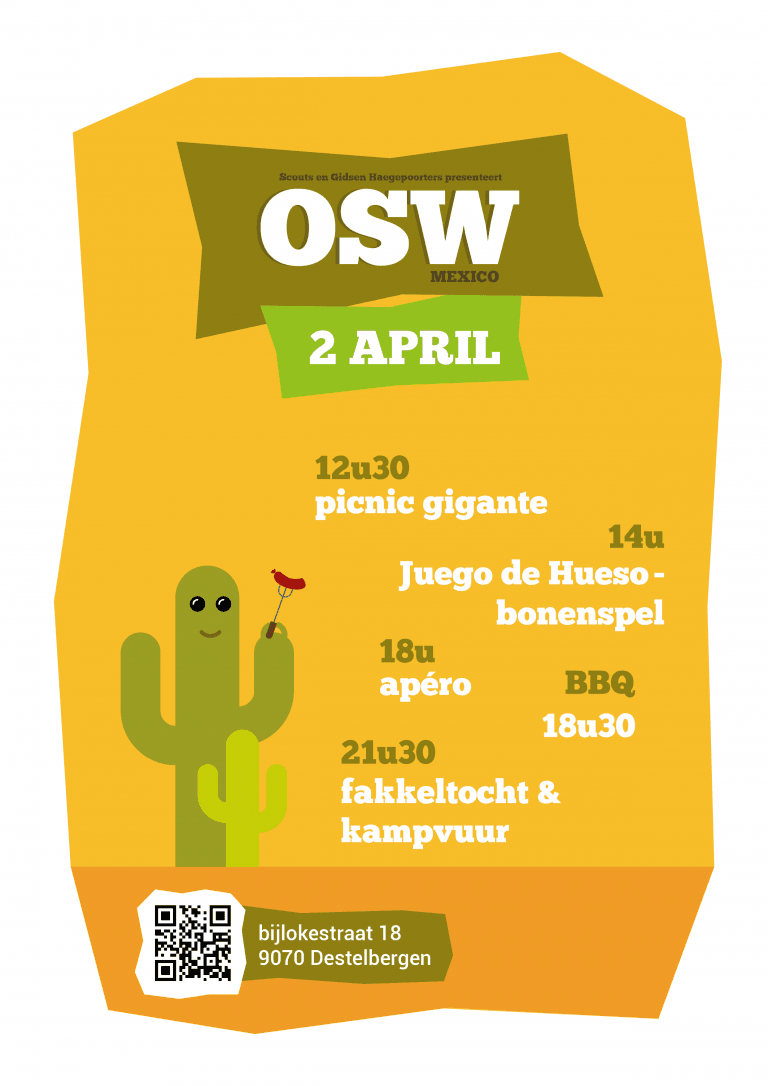 Scouts en Gidsen Haegepoorters presenteert
OSW
MEXICO
2 APRIL
12u30
picnic gigante
14u
Juego de Hueso -
bonenspel
18u
apéro
BBQ
18u30
21u30
fakkeltocht &
kampvuur
bijlokestraat 18
9070 Destelbergen